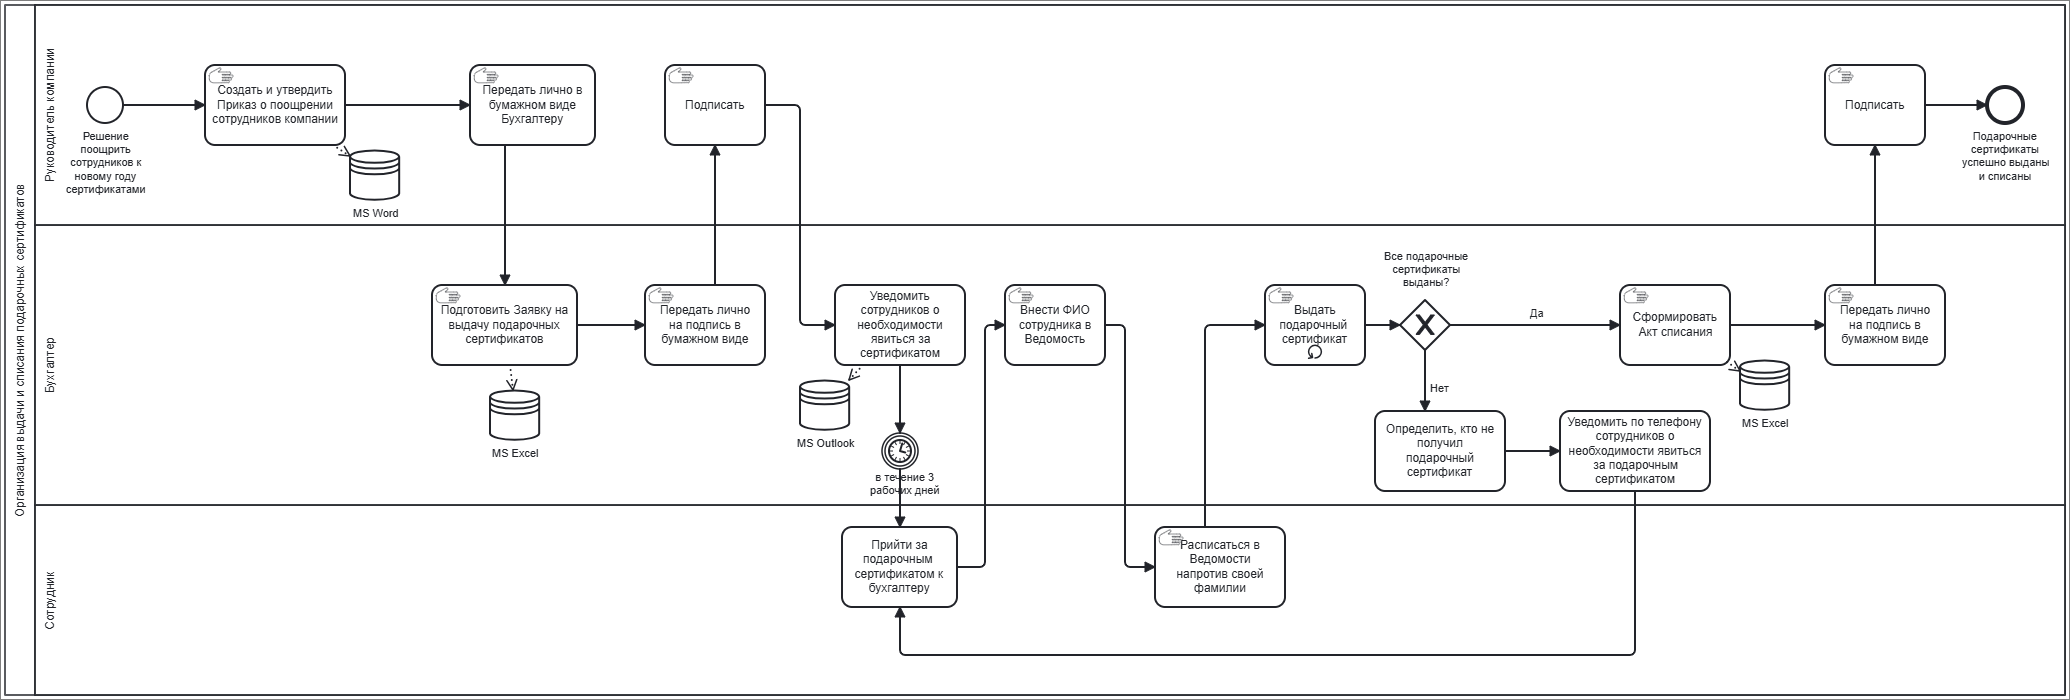 Организация выдачи и списания подарочных сертификатов
Руководитель компании
Решение
поощрить
сотрудников к
новому году
сертификатами
Создать и утвердить
Приказ о поощрении
сотрудников компании
MS Word
Передать лично в
бумажном виде
Бухгалтеру
Подписать
Подписать
Подарочные
сертификаты
успешно выданы
и списаны
Бухгалтер
Подготовить Заявку на
выдачу подарочных
сертификатов
MS Excel
Передать лично
на подпись в
бумажном виде
Уведомить
сотрудников о
необходимости
явиться за
сертификатом
MS Outlook
в течение 3
рабочих дней
Внести ФИО
сотрудника в
Ведомость
Выдать
подарочный
сертификат
Все подарочные
сертификаты
выданы?
Да
Нет
Определить, кто не
получил
подарочный
сертификат
Уведомить по телефону
сотрудников о
необходимости явиться
за подарочным
сертификатом
Сформировать
Акт списания
MS Excel
Передать лично
на подпись в
бумажном виде
Сотрудник
Прийти за
подарочным
сертификатом к
бухгалтеру
Расписаться в
Ведомости
напротив своей
фамилии